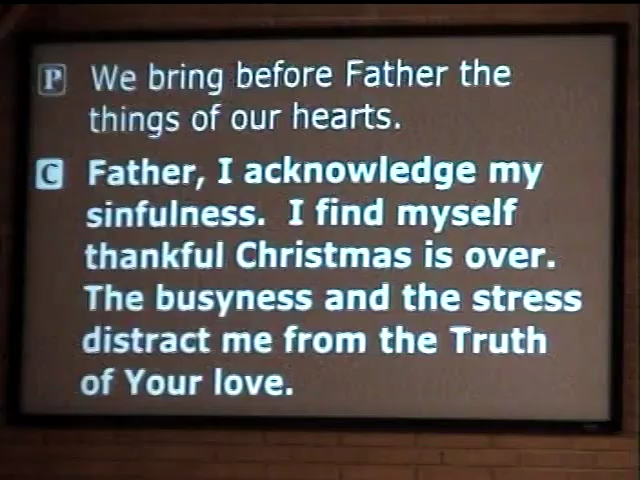 P We bring before Father the
things of our hearts.
C Father, I acknowledge my
sinfulness. I find myself
thankful Christmas is over.
The busyness and the stress
distract me from the Truth
of Your love.